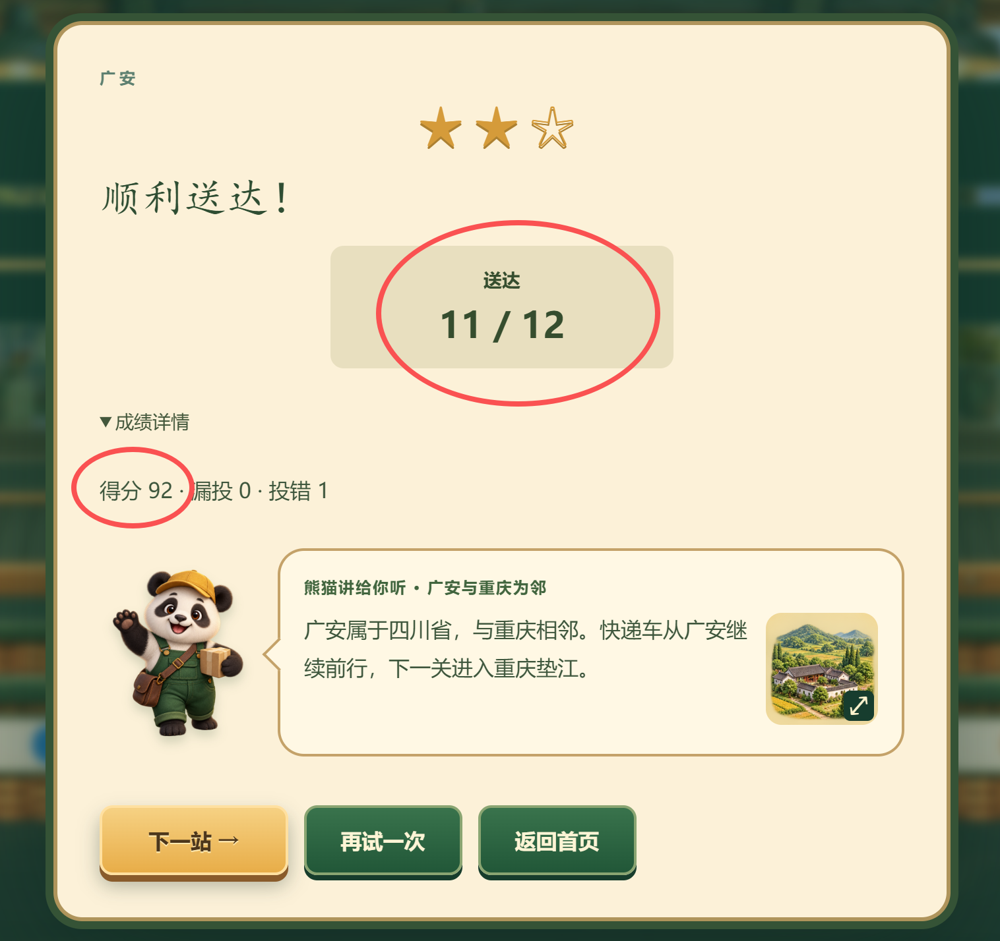 广安
顺利送达！
送达
11 / 12
▼成绩详情
得分 92 · 漏投 0 · 投错 1
熊猫讲给你听 · 广安与重庆为邻
广安属于四川省，与重庆相邻。快递车从广安继
续前行，下一关进入重庆垫江。
下一站 →
再试一次
返回首页